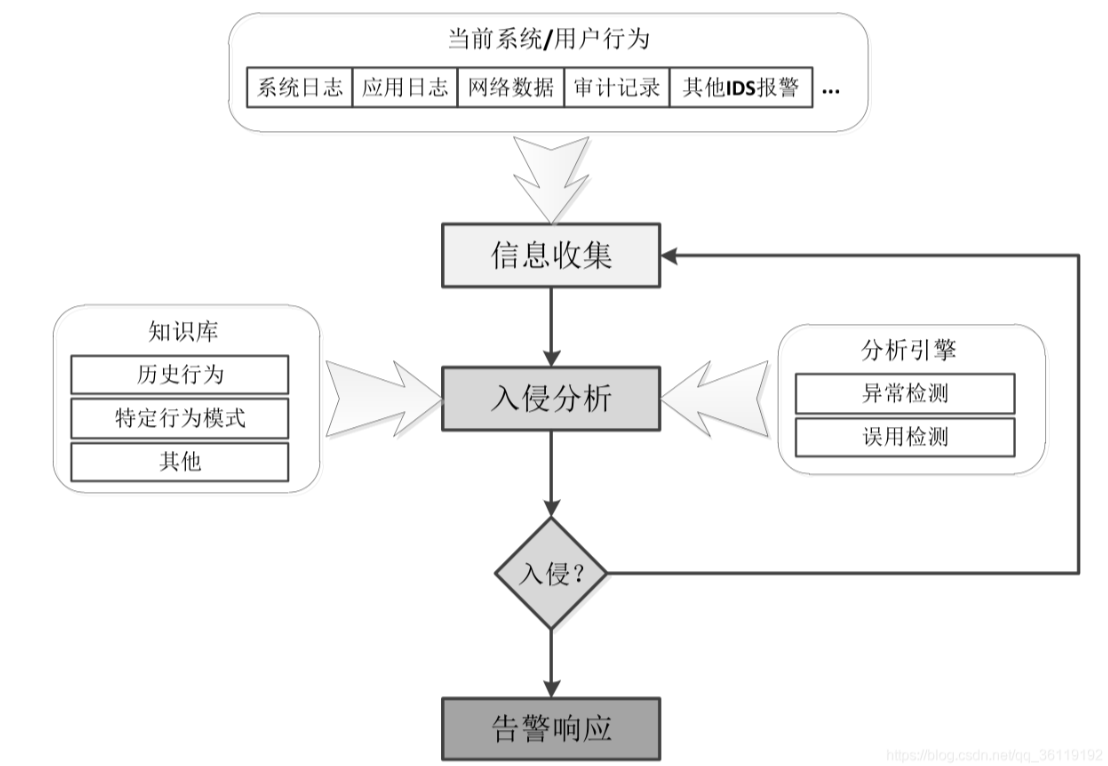 当前系统/用户行为
系统日志 应用日志 网络数据 审计记录 其他IDS报警 ...
信息收集
知识库
历史行为
特定行为模式
其他
入侵分析
分析引擎
异常检测
误用检测
入侵?
告警响应
https://blog.csdn.net/qq_36119192